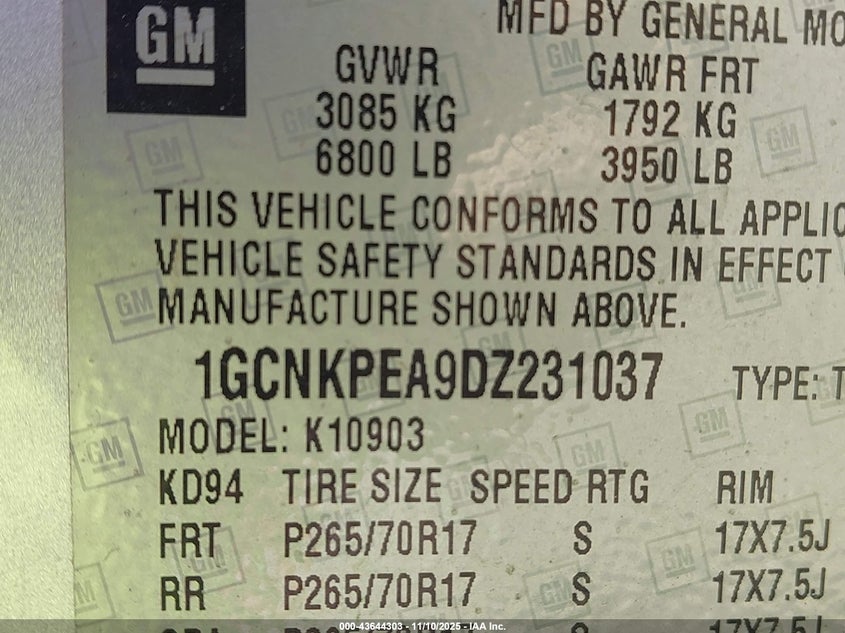 GM
MFD BY GENERAL MO
GVWR GAWR FRT
3085 KG 1792 KG
6800 LB 3950 LB
THIS VEHICLE CONFORMS TO ALL APPLIC
VEHICLE SAFETY STANDARDS IN EFFECT
MANUFACTURE SHOWN ABOVE.
1GCNKPEA9DZ231037 TYPE: T
MODEL: K10903
KD94 TIRE SIZE SPEED RTG RIM
FRT P265/70R17 S 17X7.5J
RR P265/70R17 S 17X7.5J
000-43644303 - 11/10/2025 - IAA Inc.